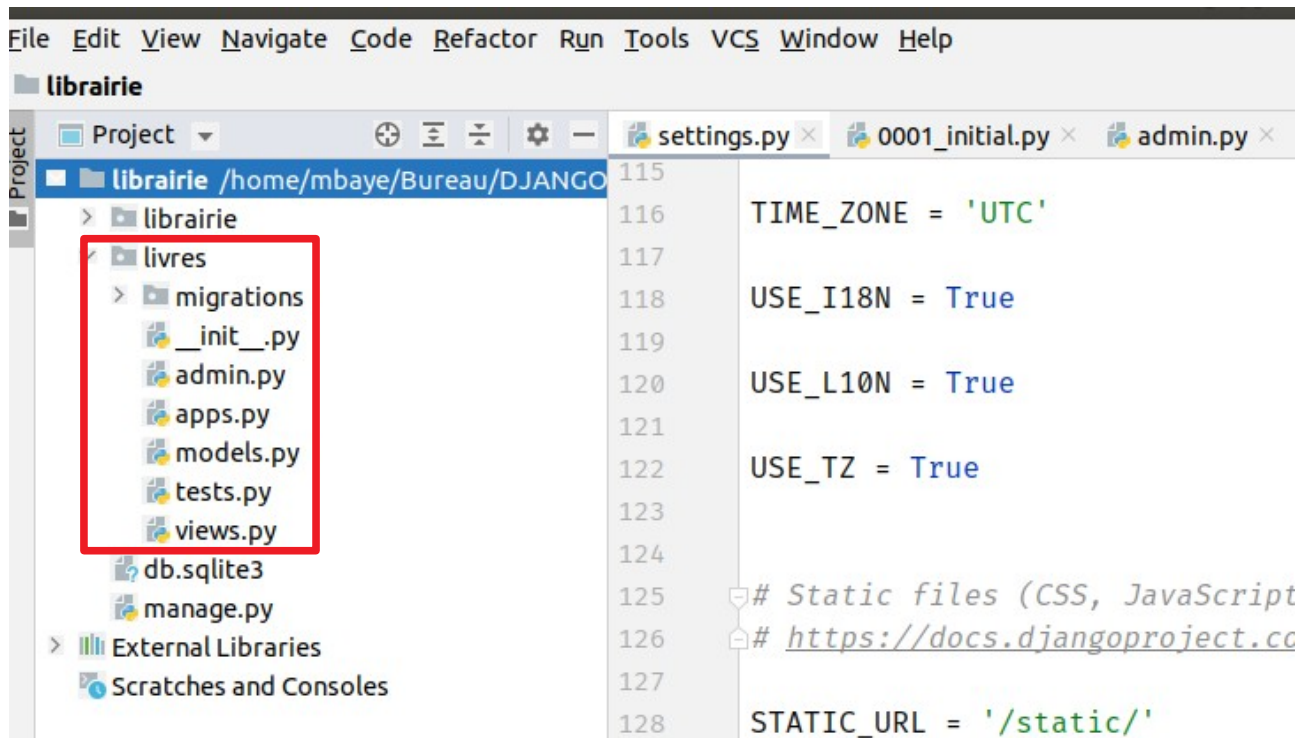 File Edit View Navigate Code Refactor Run Tools VCS Window Help
librairie
Project
Project
settings.py
0001_initial.py
admin.py
librairie /home/mbaye/Bureau/DJANGO
librairie
livres
migrations
__init__.py
admin.py
apps.py
models.py
tests.py
views.py
db.sqlite3
manage.py
External Libraries
Scratches and Consoles
115
116 TIME_ZONE = 'UTC'
117
118 USE_I18N = True
119
120 USE_L10N = True
121
122 USE_TZ = True
123
124
125 # Static files (CSS, JavaScript
126 # https://docs.djangoproject.co
127
128 STATIC_URL = '/static/'